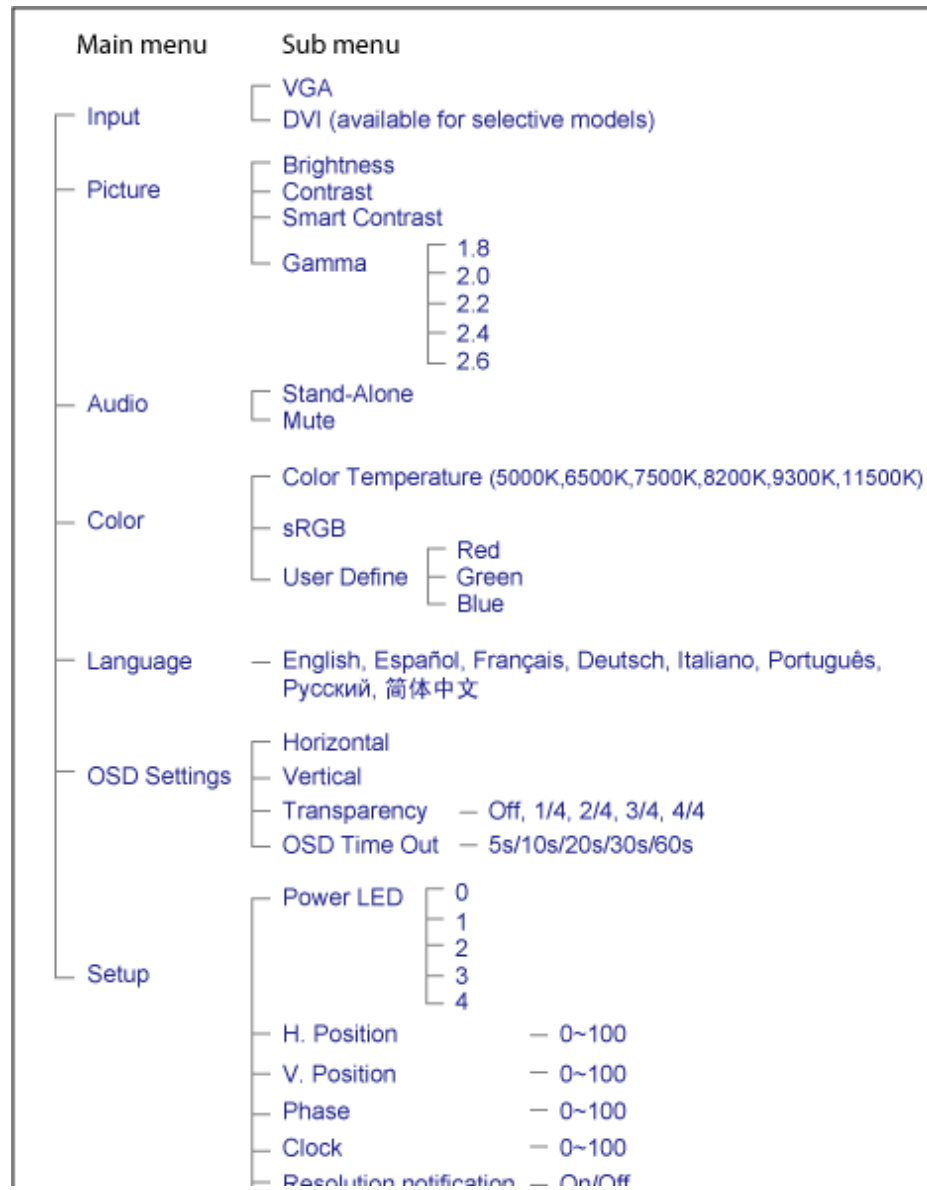 Main menu Sub menu
Input
VGA
DVI (available for selective models)
Picture
Brightness
Contrast
Smart Contrast
Gamma
1.8
2.0
2.2
2.4
2.6
Audio
Stand-Alone
Mute
Color
Color Temperature (5000K,6500K,7500K,8200K,9300K,11500K)
sRGB
User Define
Red
Green
Blue
Language
English, Español, Français, Deutsch, Italiano, Português,
Русский, 简体中文
OSD Settings
Horizontal
Vertical
Transparency — Off, 1/4, 2/4, 3/4, 4/4
OSD Time Out — 5s/10s/20s/30s/60s
Setup
Power LED
0
1
2
3
4
H. Position — 0~100
V. Position — 0~100
Phase — 0~100
Clock — 0~100
Resolution notification — On/Off